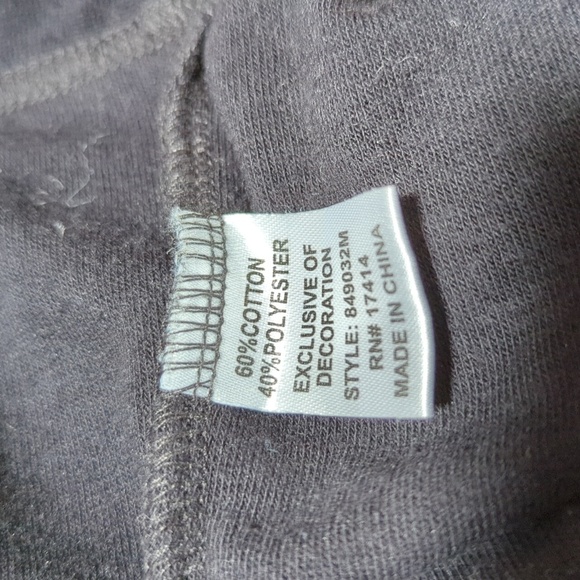 60%COTTON
40%POLYESTER
EXCLUSIVE OF
DECORATION
STYLE: 849032M
RN# 17414
MADE IN CHINA